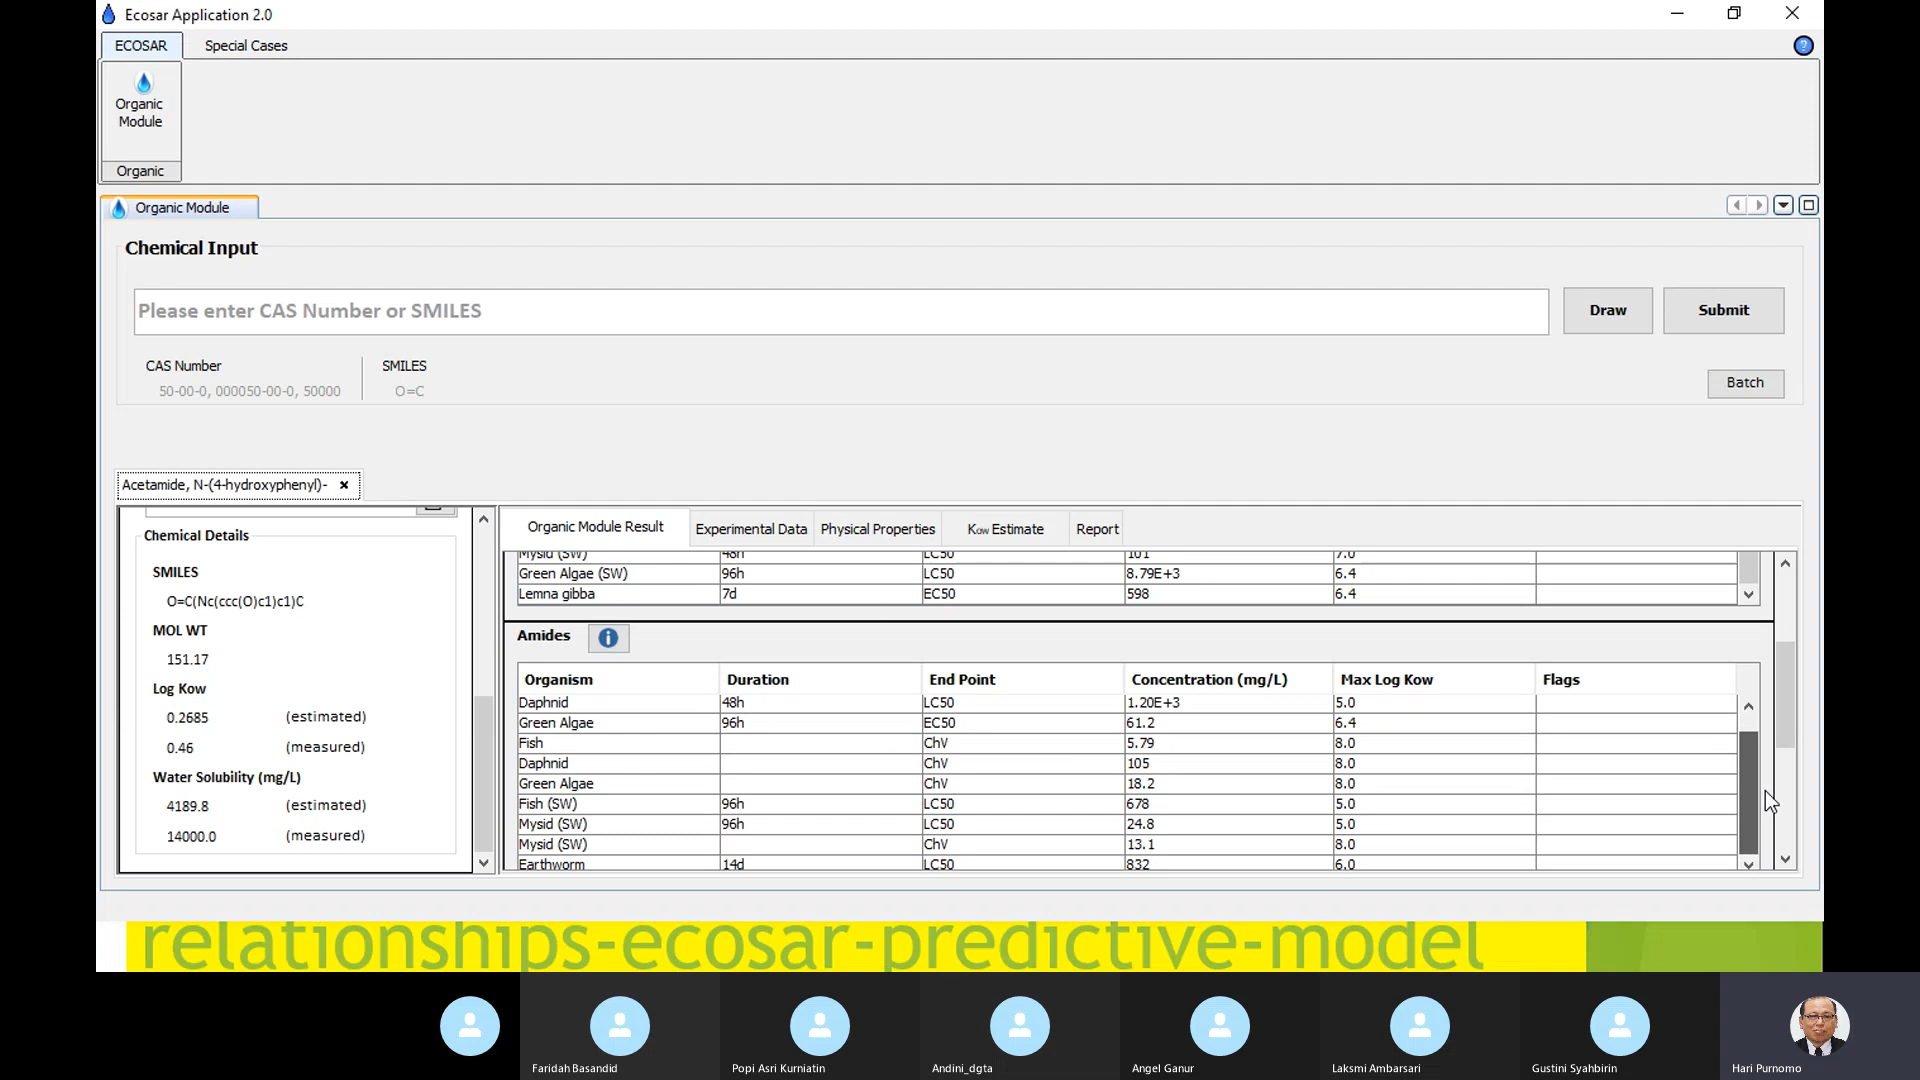 Ecosar Application 2.0
ECOSAR Special Cases
?
Organic
Module
Organic
Organic Module
Chemical Input
Please enter CAS Number or SMILES
Draw
Submit
CAS Number SMILES
50-00-0, 000050-00-0, 50000 O=C
Batch
Acetamide, N-(4-hydroxyphenyl)-
Chemical Details
SMILES
O=C(Nc(ccc(O)c1)c1)C
MOL WT
151.17
Log Kow
0.2685 (estimated)
0.46 (measured)
Water Solubility (mg/L)
4189.8 (estimated)
14000.0 (measured)
Organic Module Result Experimental Data Physical Properties Kow Estimate Report
Mysid (SW) 48h LC50 101 7.0
Green Algae (SW) 96h LC50 8.79E+3 6.4
Lemna gibba 7d EC50 598 6.4
Amides i
Organism Duration End Point Concentration (mg/L) Max Log Kow Flags
Daphnid 48h LC50 1.20E+3 5.0
Green Algae 96h EC50 61.2 6.4
Fish ChV 5.79 8.0
Daphnid ChV 105 8.0
Green Algae ChV 18.2 8.0
Fish (SW) 96h LC50 678 5.0
Mysid (SW) 96h LC50 24.8 5.0
Mysid (SW) ChV 13.1 8.0
Earthworm 14d LC50 832 6.0
relationships-ecosar-predictive-model
Faridah Basandid
Popi Asri Kurniatin
Andini_dgta
Angel Ganur
Laksmi Ambarsari
Gustini Syahbirin
Hari Purnomo